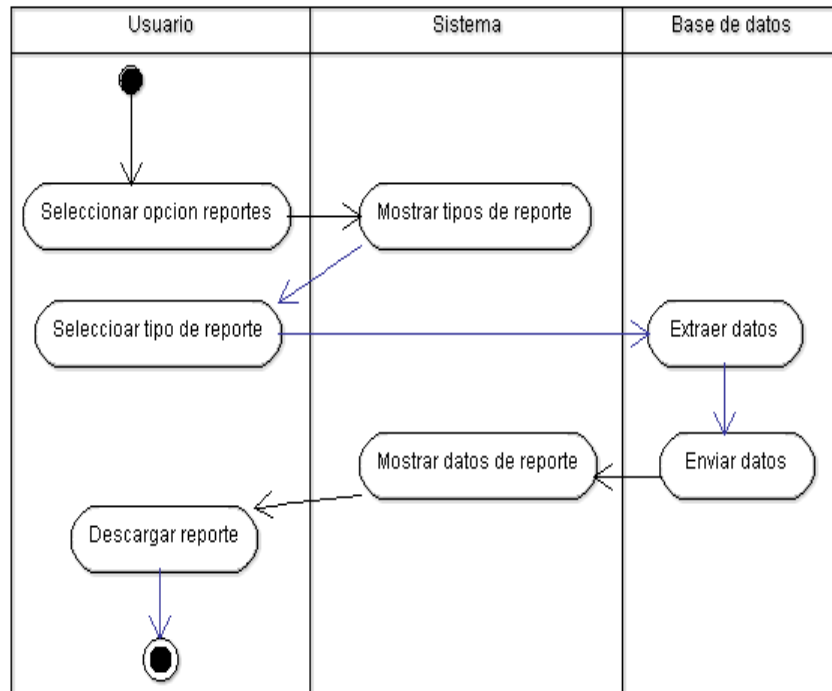 Usuario
Sistema
Base de datos
Seleccionar opcion reportes
Mostrar tipos de reporte
Seleccioar tipo de reporte
Extraer datos
Mostrar datos de reporte
Enviar datos
Descargar reporte